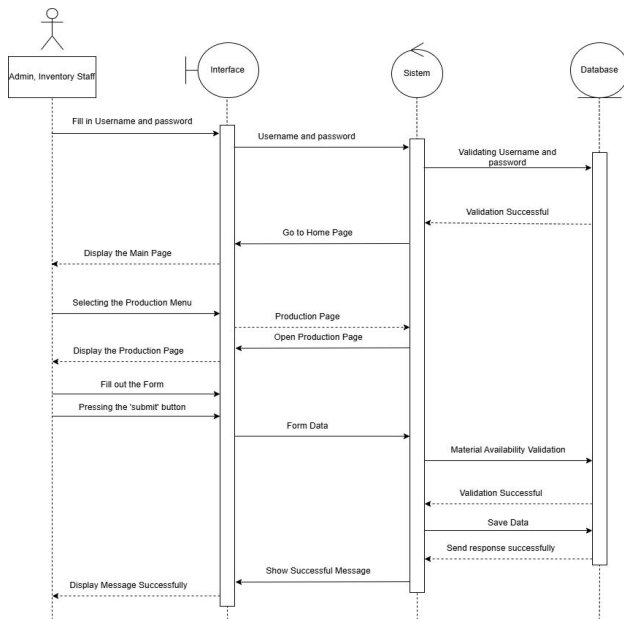 Admin, Inventory Staff
Interface
Sistem
Database
Fill in Username and password
Username and password
Validating Username and
password
Validation Successful
Go to Home Page
Display the Main Page
Selecting the Production Menu
Production Page
Open Production Page
Display the Production Page
Fill out the Form
Pressing the 'submit' button
Form Data
Material Availability Validation
Validation Successful
Save Data
Send response successfully
Show Successful Message
Display Message Successfully